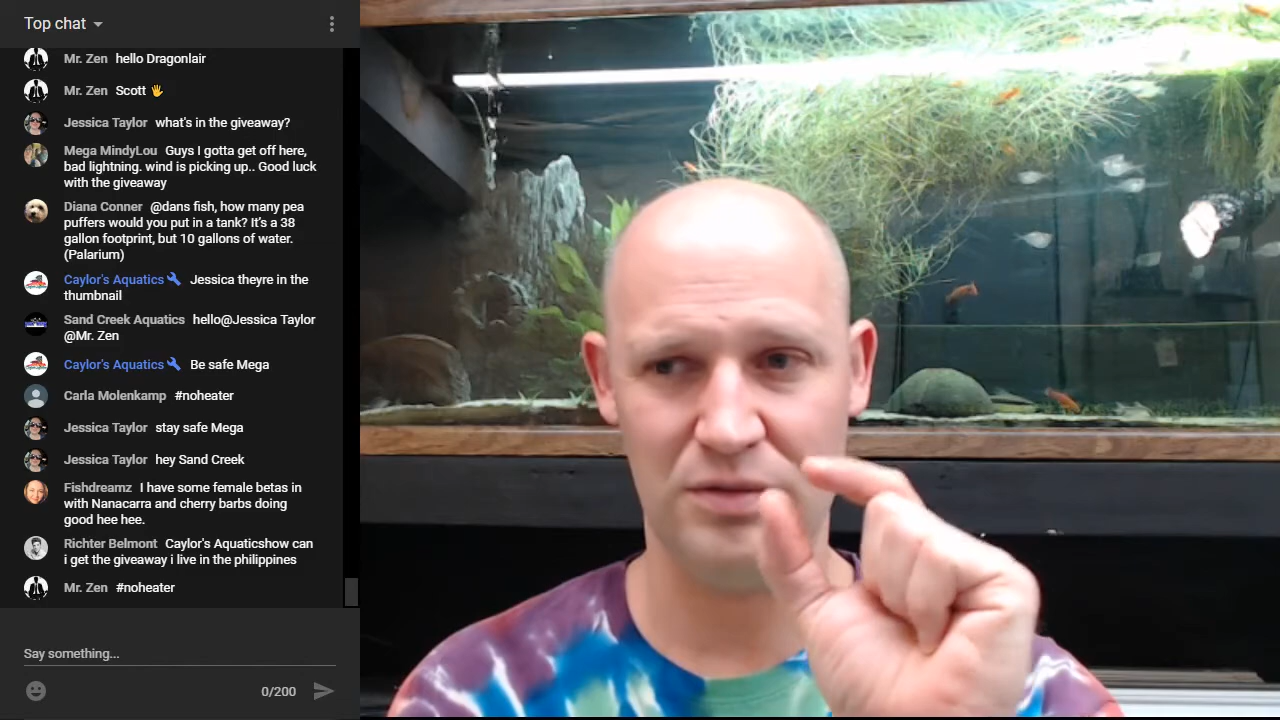 Top chat
Mr. Zen hello Dragonlair
Mr. Zen Scott 🖐
Jessica Taylor what's in the giveaway?
Mega MindyLou Guys I gotta get off here,
bad lightning. wind is picking up.. Good luck
with the giveaway
Diana Conner @dans fish, how many pea
puffers would you put in a tank? It's a 38
gallon footprint, but 10 gallons of water.
(Palarium)
Caylor's Aquatics Jessica theyre in the
thumbnail
Sand Creek Aquatics hello@Jessica Taylor
@Mr. Zen
Caylor's Aquatics Be safe Mega
Carla Molenkamp #noheater
Jessica Taylor stay safe Mega
Jessica Taylor hey Sand Creek
Fishdreamz I have some female betas in
with Nanacarra and cherry barbs doing
good hee hee.
Richter Belmont Caylor's Aquaticshow can
i get the giveaway i live in the philippines
Mr. Zen #noheater
Say something...
0/200